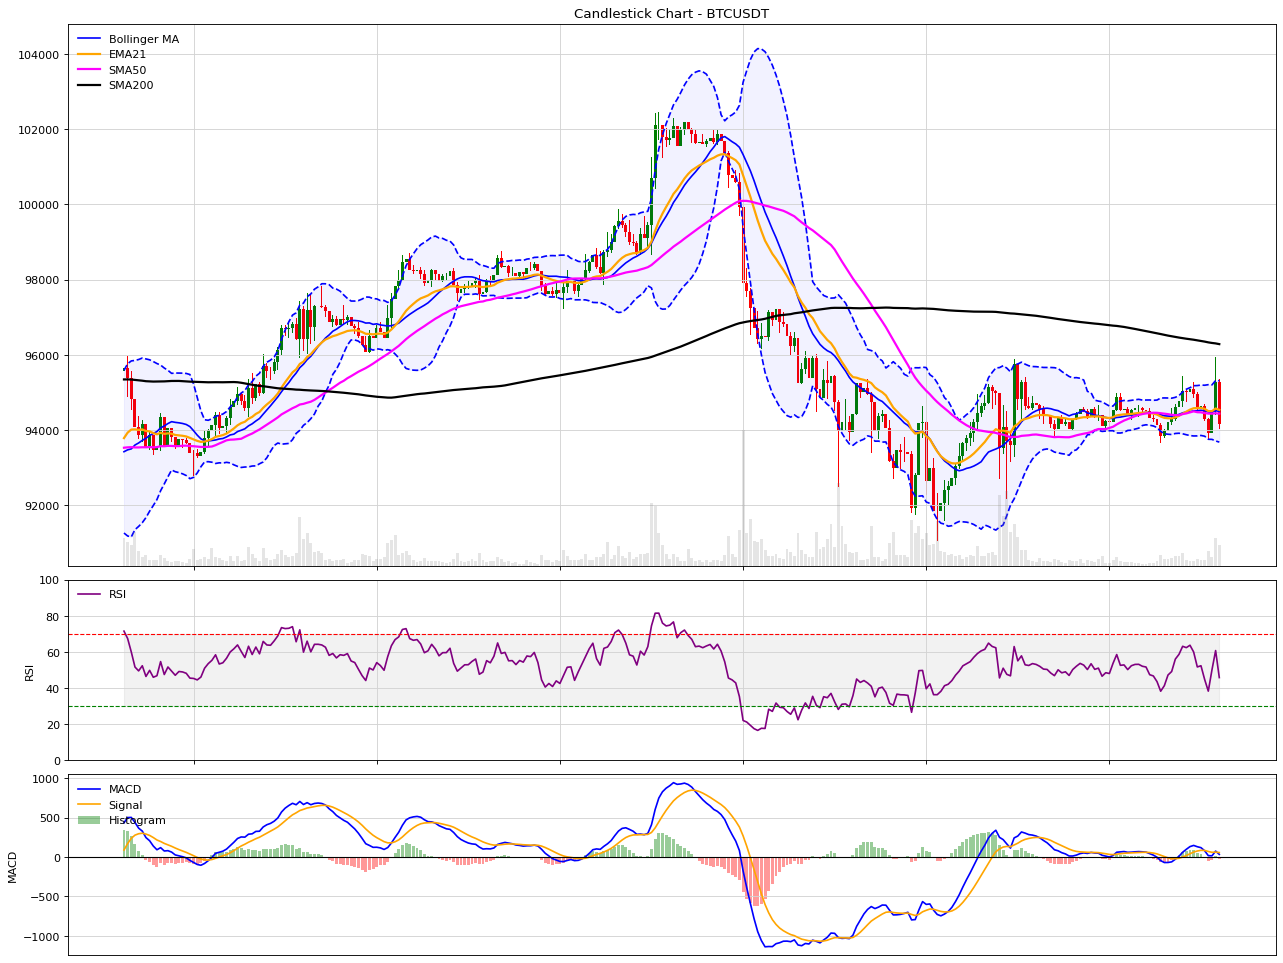 Candlestick Chart - BTCUSDT
Bollinger MA
EMA21
SMA50
SMA200
104000
102000
100000
98000
96000
94000
92000
RSI
100
80
60
40
20
0
RSI
MACD
Signal
Histogram
1000
500
0
−500
−1000
MACD